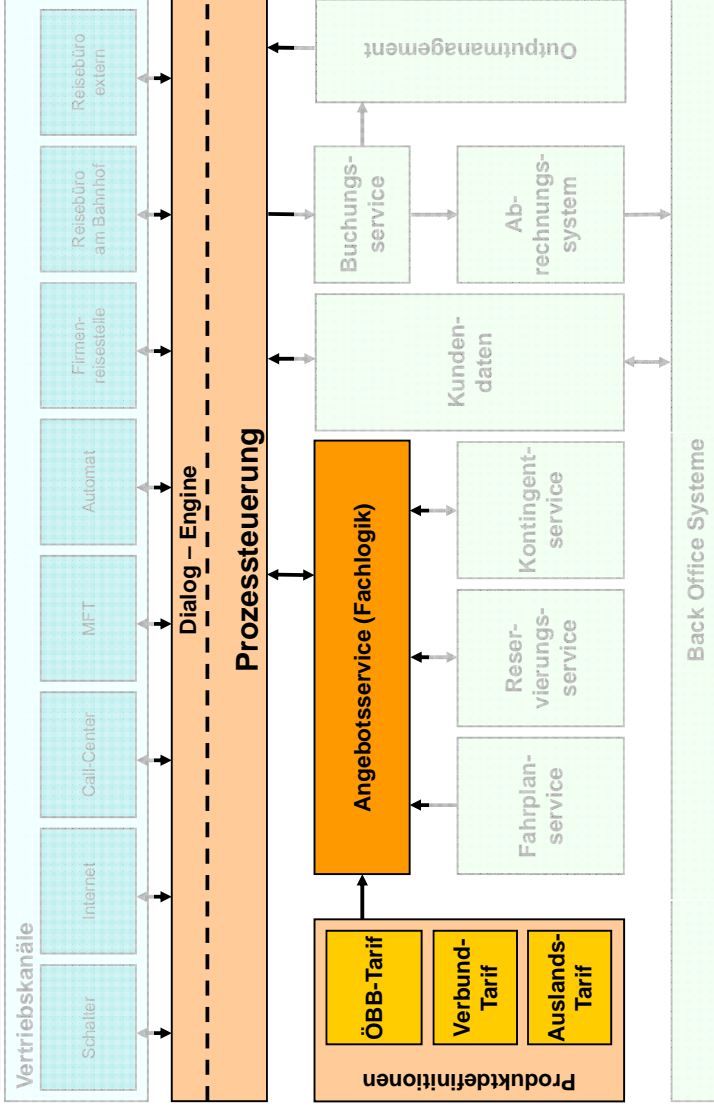 Vertriebskanäle
Schalter
Internet
Call-Center
MFT
Automat
Firmen-
reisestelle
Reisebüro
am Bahnhof
Reisebüro
extern
Dialog – Engine
Prozessteuerung
Produktdefinitionen
ÖBB-Tarif
Verbund-
Tarif
Auslands-
Tarif
Angebotsservice (Fachlogik)
Fahrplan-
service
Reser-
vierungs-
service
Kontingent-
service
Kunden-
daten
Buchungs-
service
Ab-
rechnungs-
system
Outputmanagement
Back Office Systeme